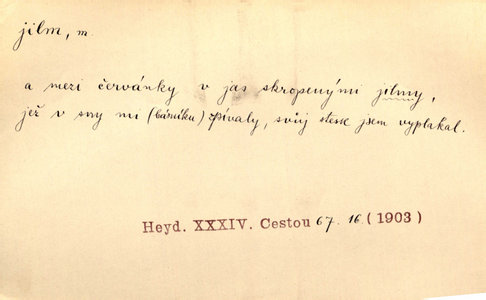 jilm, m.
a mezi červánky v jas skropenými jilmy,
jež v sny mi (básníku) zpívaly, svůj stesk jsem vyplakal.
Heyd. XXXIV. Cestou 67. 16. (1903)